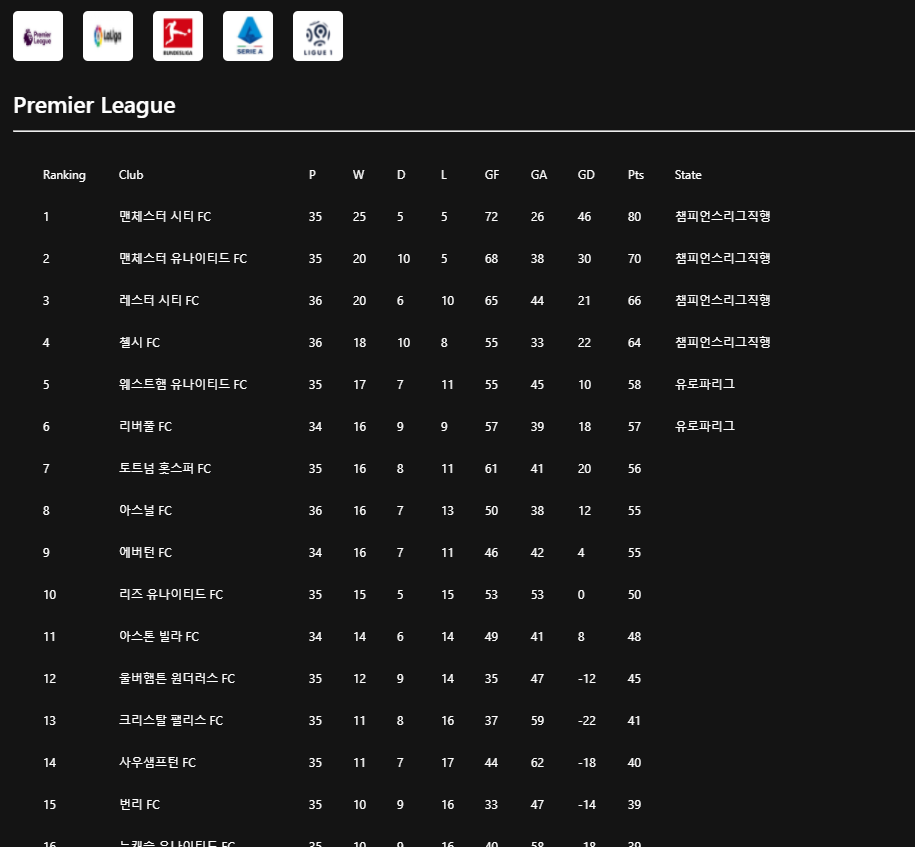 Premier League
LaLiga
BUNDESLIGA
SERIE A
LIGUE 1
Premier League
Ranking Club P W D L GF GA GD Pts State
1 맨체스터 시티 FC 35 25 5 5 72 26 46 80 챔피언스리그직행
2 맨체스터 유나이티드 FC 35 20 10 5 68 38 30 70 챔피언스리그직행
3 레스터 시티 FC 36 20 6 10 65 44 21 66 챔피언스리그직행
4 첼시 FC 36 18 10 8 55 33 22 64 챔피언스리그직행
5 웨스트햄 유나이티드 FC 35 17 7 11 55 45 10 58 유로파리그
6 리버풀 FC 34 16 9 9 57 39 18 57 유로파리그
7 토트넘 홋스퍼 FC 35 16 8 11 61 41 20 56
8 아스널 FC 36 16 7 13 50 38 12 55
9 에버턴 FC 34 16 7 11 46 42 4 55
10 리즈 유나이티드 FC 35 15 5 15 53 53 0 50
11 아스톤 빌라 FC 34 14 6 14 49 41 8 48
12 울버햄튼 원더러스 FC 35 12 9 14 35 47 -12 45
13 크리스탈 팰리스 FC 35 11 8 16 37 59 -22 41
14 사우샘프턴 FC 35 11 7 17 44 62 -18 40
15 번리 FC 35 10 9 16 33 47 -14 39
16 뉴캐슬 유나이티드 FC 35 10 9 16 40 58 -18 39